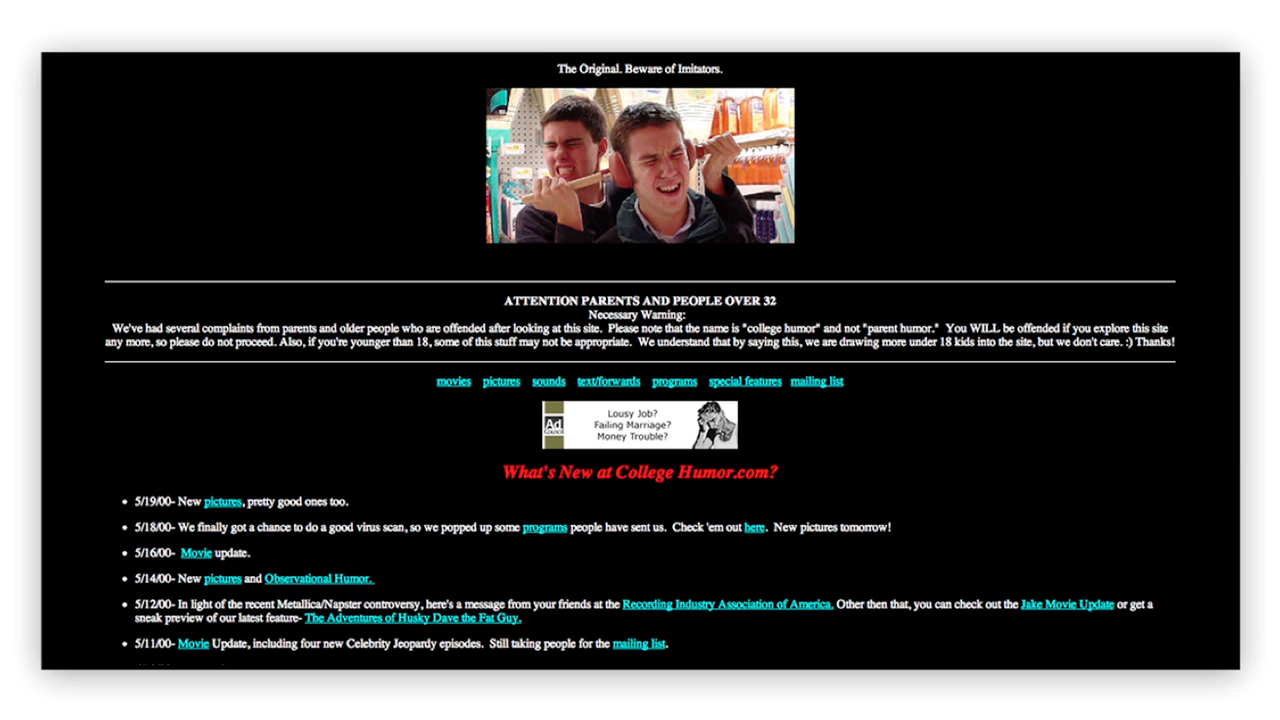 The Original. Beware of Imitators.
ATTENTION PARENTS AND PEOPLE OVER 32
Necessary Warning:
We've had several complaints from parents and older people who are offended after looking at this site. Please note that the name is "college humor" and not "parent humor." You WILL be offended if you explore this site
any more, so please do not proceed. Also, if you're younger than 18, some of this stuff may not be appropriate. We understand that by saying this, we are drawing more under 18 kids into the site, but we don't care. :) Thanks!
movies pictures sounds text/forwards programs special features mailing list
Ad Council
Lousy Job?
Failing Marriage?
Money Trouble?
What's New at College Humor.com?
• 5/19/00- New pictures, pretty good ones too.
• 5/18/00- We finally got a chance to do a good virus scan, so we popped up some programs people have sent us. Check 'em out here. New pictures tomorrow!
• 5/16/00- Movie update.
• 5/14/00- New pictures and Observational Humor.
• 5/12/00- In light of the recent Metallica/Napster controversy, here's a message from your friends at the Recording Industry Association of America. Other then that, you can check out the Jake Movie Update or get a
sneak preview of our latest feature- The Adventures of Husky Dave the Fat Guy.
• 5/11/00- Movie Update, including four new Celebrity Jeopardy episodes. Still taking people for the mailing list.